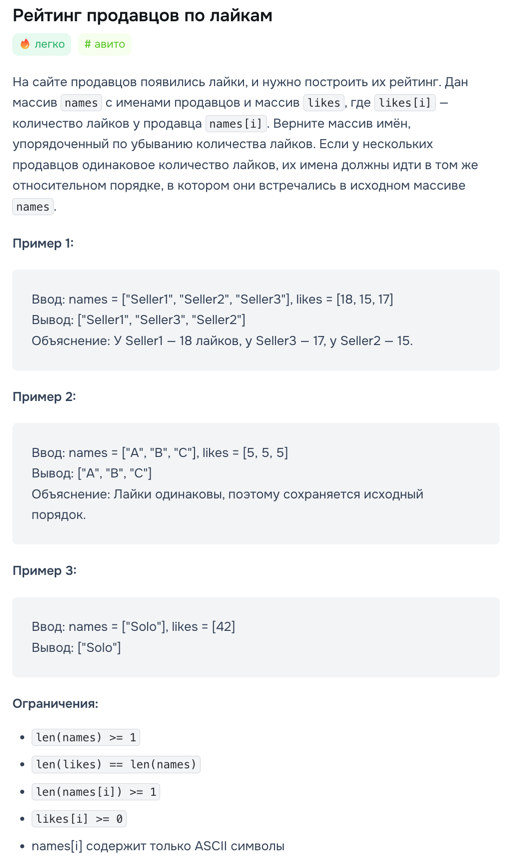 Рейтинг продавцов по лайкам
🔥 легко # авито
На сайте продавцов появились лайки, и нужно построить их рейтинг. Дан
массив names с именами продавцов и массив likes, где likes[i] —
количество лайков у продавца names[i]. Верните массив имён,
упорядоченный по убыванию количества лайков. Если у нескольких
продавцов одинаковое количество лайков, их имена должны идти в том же
относительном порядке, в котором они встречались в исходном массиве
names.
Пример 1:
Ввод: names = ["Seller1", "Seller2", "Seller3"], likes = [18, 15, 17]
Вывод: ["Seller1", "Seller3", "Seller2"]
Объяснение: У Seller1 — 18 лайков, у Seller3 — 17, у Seller2 — 15.
Пример 2:
Ввод: names = ["A", "B", "C"], likes = [5, 5, 5]
Вывод: ["A", "B", "C"]
Объяснение: Лайки одинаковы, поэтому сохраняется исходный
порядок.
Пример 3:
Ввод: names = ["Solo"], likes = [42]
Вывод: ["Solo"]
Ограничения:
• len(names) >= 1
• len(likes) == len(names)
• len(names[i]) >= 1
• likes[i] >= 0
• names[i] содержит только ASCII символы